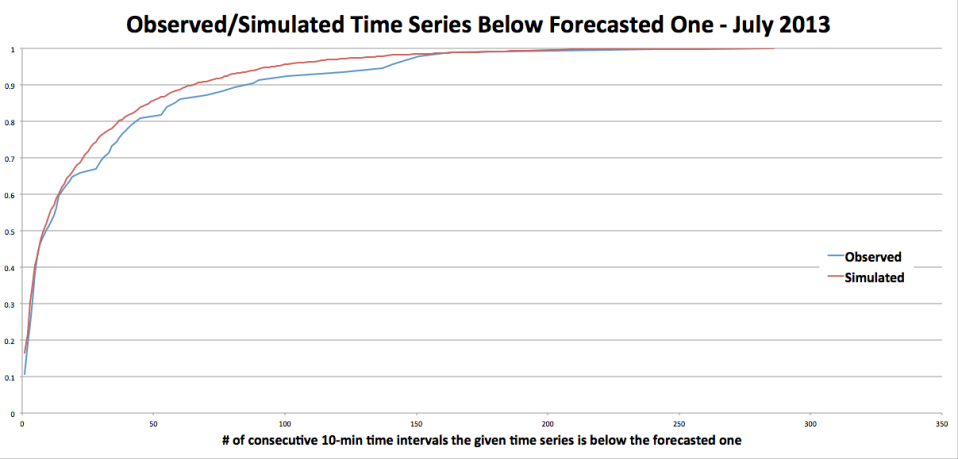 Observed/Simulated Time Series Below Forecasted One - July 2013
1
0.9
0.8
0.7
0.6
0.5
0.4
0.3
0.2
0.1
0
Observed
Simulated
0 50 100 150 200 250 300 350
# of consecutive 10-min time intervals the given time series is below the forecasted one